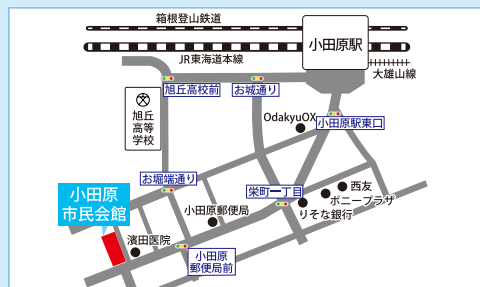 箱根登山鉄道
小田原駅
JR東海道本線
大雄山線
旭丘高校前
お城通り
旭丘
高等
学校
OdakyuOX
小田原駅東口
お堀端通り
栄町一丁目
西友
ポニープラザ
りそな銀行
小田原
市民会館
小田原郵便局
濱田医院
小田原
郵便局前